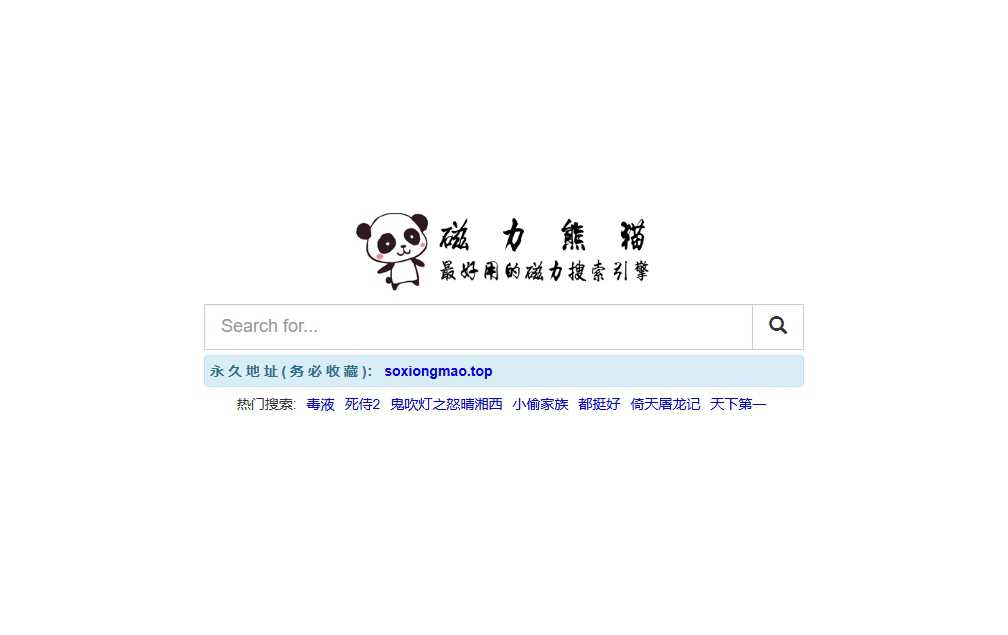 磁力熊猫
最好用的磁力搜索引擎
Search for...
永久地址(务必收藏): soxiongmao.top
热门搜索: 毒液 死侍2 鬼吹灯之怒晴湘西 小偷家族 都挺好 倚天屠龙记 天下第一